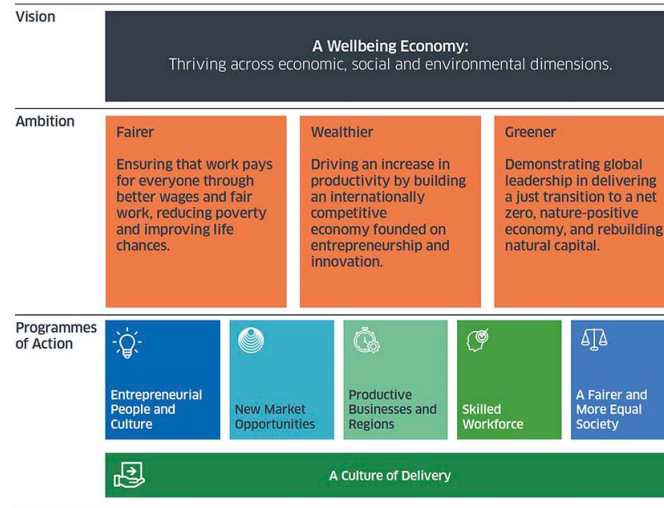 Vision
A Wellbeing Economy:
Thriving across economic, social and environmental dimensions.
Ambition
Fairer
Ensuring that work pays
for everyone through
better wages and fair
work, reducing poverty
and improving life
chances.
Wealthier
Driving an increase in
productivity by building
an internationally
competitive
economy founded on
entrepreneurship and
innovation.
Greener
Demonstrating global
leadership in delivering
a just transition to a net
zero, nature-positive
economy, and rebuilding
natural capital.
Programmes
of Action
Entrepreneurial
People and
Culture
New Market
Opportunities
Productive
Businesses and
Regions
Skilled
Workforce
A Fairer and
More Equal
Society
A Culture of Delivery